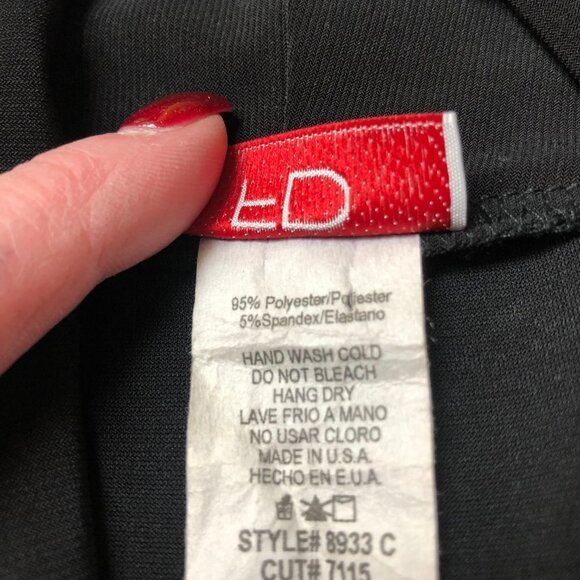 95% Polyester/Poliester
5%Spandex/Elastano
HAND WASH COLD
DO NOT BLEACH
HANG DRY
LAVE FRIO A MANO
NO USAR CLORO
MADE IN U.S.A.
HECHO EN E.U.A.
STYLE# 8933 C
CUT# 7115